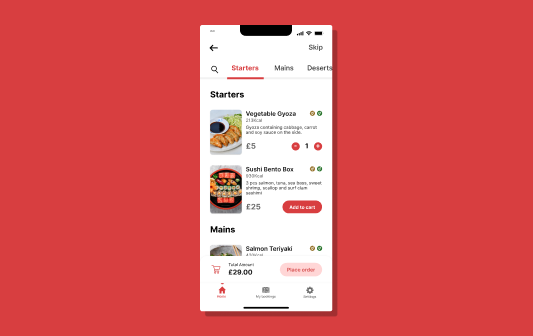 Skip
Starters
Mains
Deserts
Starters
Vegetable Gyoza
213Kcal
Gyoza containing cabbage, carrot
and soy sauce on the side.
£5
1
Sushi Bento Box
930Kcal
3 pcs salmon, tuna, sea bass, sweet
shrimp, scallop and surf clam
sashimi
£25
Add to cart
Mains
Salmon Teriyaki
Total Amount
£29.00
Place order
Home
My bookings
Settings